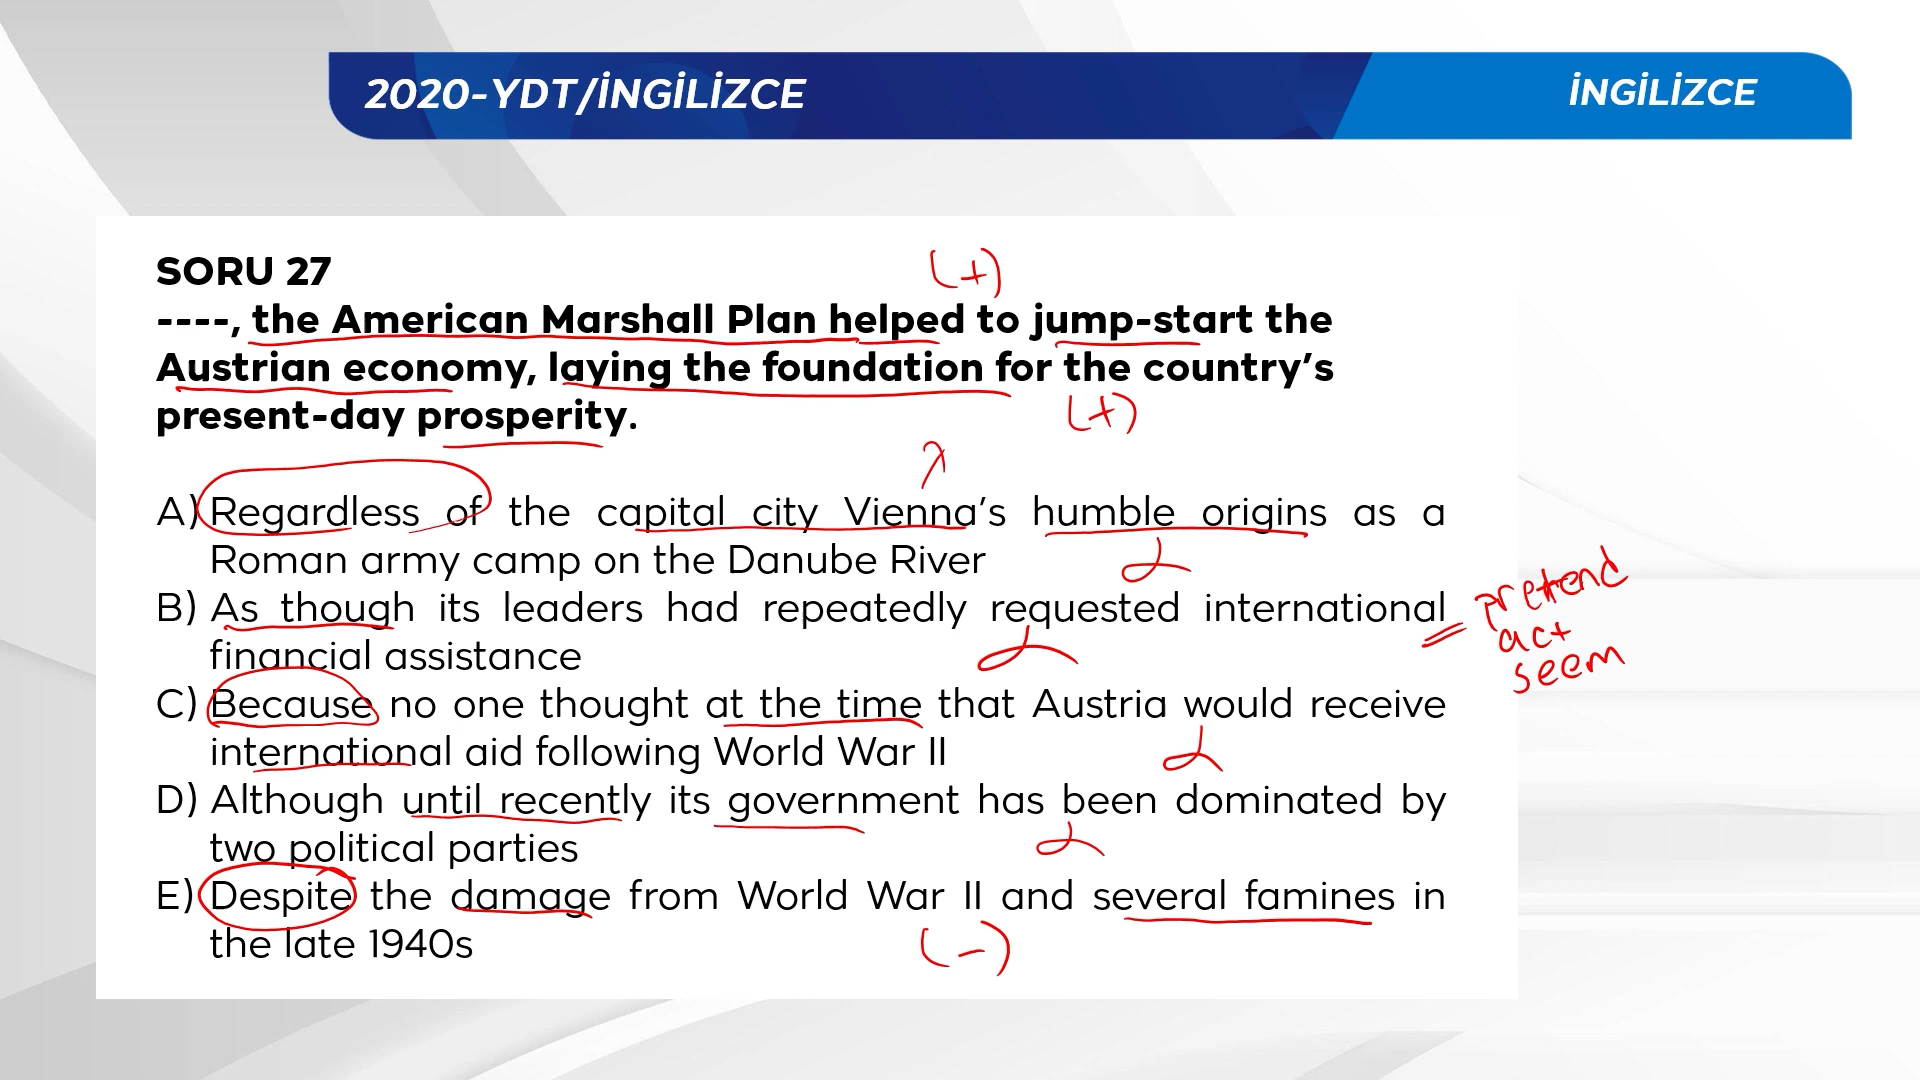 2020-YDT/İNGİLİZCE
İNGİLİZCE
SORU 27
(+)
----, the American Marshall Plan helped to jump-start the
Austrian economy, laying the foundation for the country's
present-day prosperity.
(+)
A) Regardless of the capital city Vienna's humble origins as a
Roman army camp on the Danube River
B) As though its leaders had repeatedly requested international
financial assistance
= pretend
act
seem
C) Because no one thought at the time that Austria would receive
international aid following World War II
D) Although until recently its government has been dominated by
two political parties
E) Despite the damage from World War II and several famines in
the late 1940s
(-)